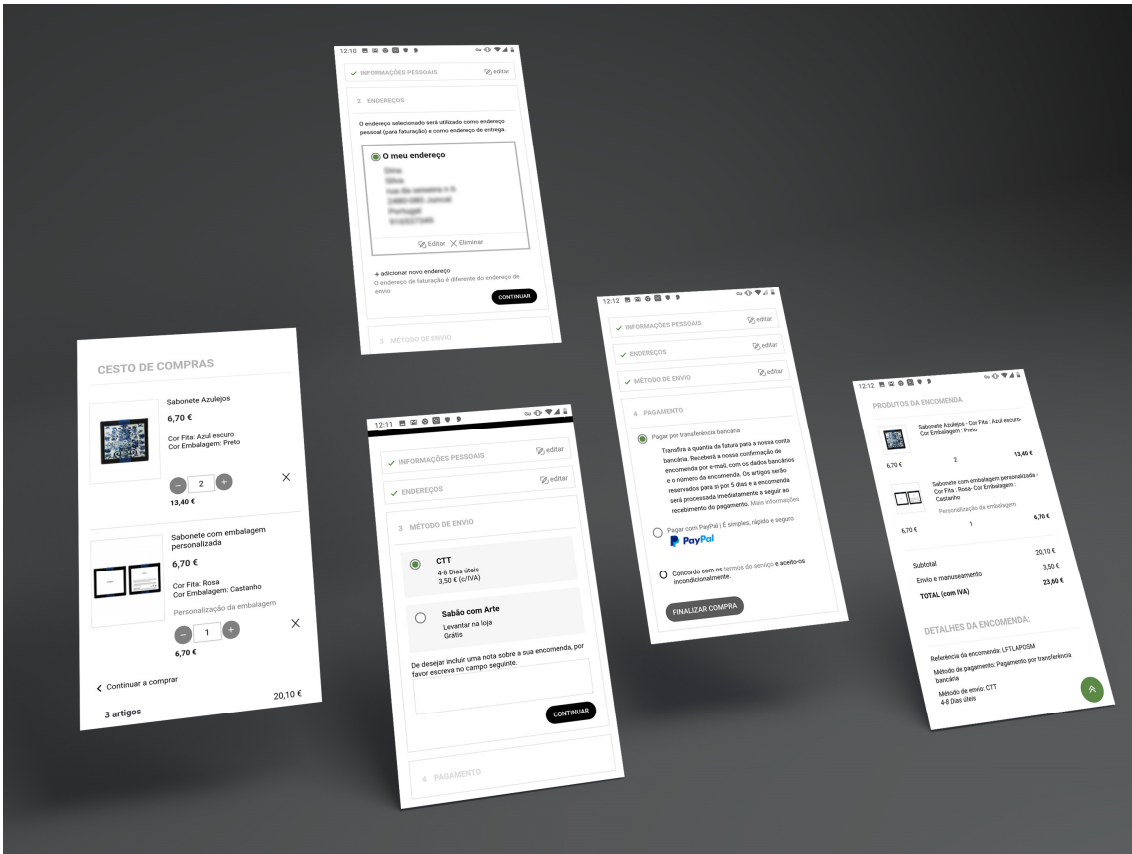 CESTO DE COMPRAS
Sabonete Azulejos
6,70 €
Cor Fita: Azul escuro
Cor Embalagem: Preto
2
13,40 €
Sabonete com embalagem
personalizada
6,70 €
Cor Fita: Rosa
Cor Embalagem: Castanho
Personalização da embalagem
1
6,70 €
Continuar a comprar
3 artigos 20,10 €
12:10
INFORMAÇÕES PESSOAIS editar
2 ENDEREÇOS
O endereço selecionado será utilizado como endereço
pessoal (para faturação) e como endereço de entrega.
O meu endereço
Editar Eliminar
+ adicionar novo endereço
O endereço de faturação é diferente do endereço de
envio
CONTINUAR
3 MÉTODO DE ENVIO
12:11
INFORMAÇÕES PESSOAIS editar
ENDEREÇOS editar
3 MÉTODO DE ENVIO
CTT
4-8 Dias úteis
3,50 € (c/IVA)
Sabão com Arte
Levantar na loja
Grátis
De desejar incluir uma nota sobre a sua encomenda, por
favor escreva no campo seguinte.
CONTINUAR
4 PAGAMENTO
12:12
INFORMAÇÕES PESSOAIS editar
ENDEREÇOS editar
MÉTODO DE ENVIO editar
4 PAGAMENTO
Pagar por transferência bancária
Transfira a quantia da fatura para a nossa conta
bancária. Receberá a nossa confirmação de
encomenda por e-mail, com os dados bancários
e o número da encomenda. Os artigos serão
reservados para si por 5 dias e a encomenda
será processada imediatamente a seguir ao
recebimento do pagamento. Mais informações
Pagar com PayPal | É simples, rápido e seguro
PayPal
Concordo com os termos do serviço e aceito-os
incondicionalmente.
FINALIZAR COMPRA
12:12
PRODUTOS DA ENCOMENDA
Sabonete Azulejos - Cor Fita : Azul escuro-
Cor Embalagem : Preto
6,70 € 2 13,40 €
Sabonete com embalagem personalizada -
Cor Fita : Rosa- Cor Embalagem :
Castanho
Personalização da embalagem
6,70 € 1 6,70 €
Subtotal 20,10 €
Envio e manuseamento 3,50 €
TOTAL (com IVA) 23,60 €
DETALHES DA ENCOMENDA:
Referência da encomenda: LFTLAPOSM
Método de pagamento: Pagamento por transferência
bancária
Método de envio: CTT
4-8 Dias úteis